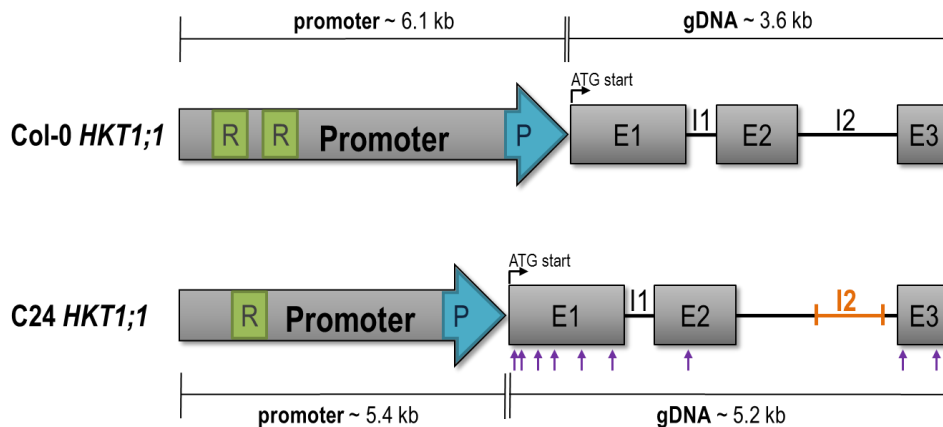 promoter ~ 6.1 kb gDNA ~ 3.6 kb
ATG start
Col-0 HKT1;1 R R Promoter P E1 I1 E2 I2 E3
ATG start
C24 HKT1;1 R Promoter P E1 I1 E2 I2 E3
promoter ~ 5.4 kb gDNA ~ 5.2 kb